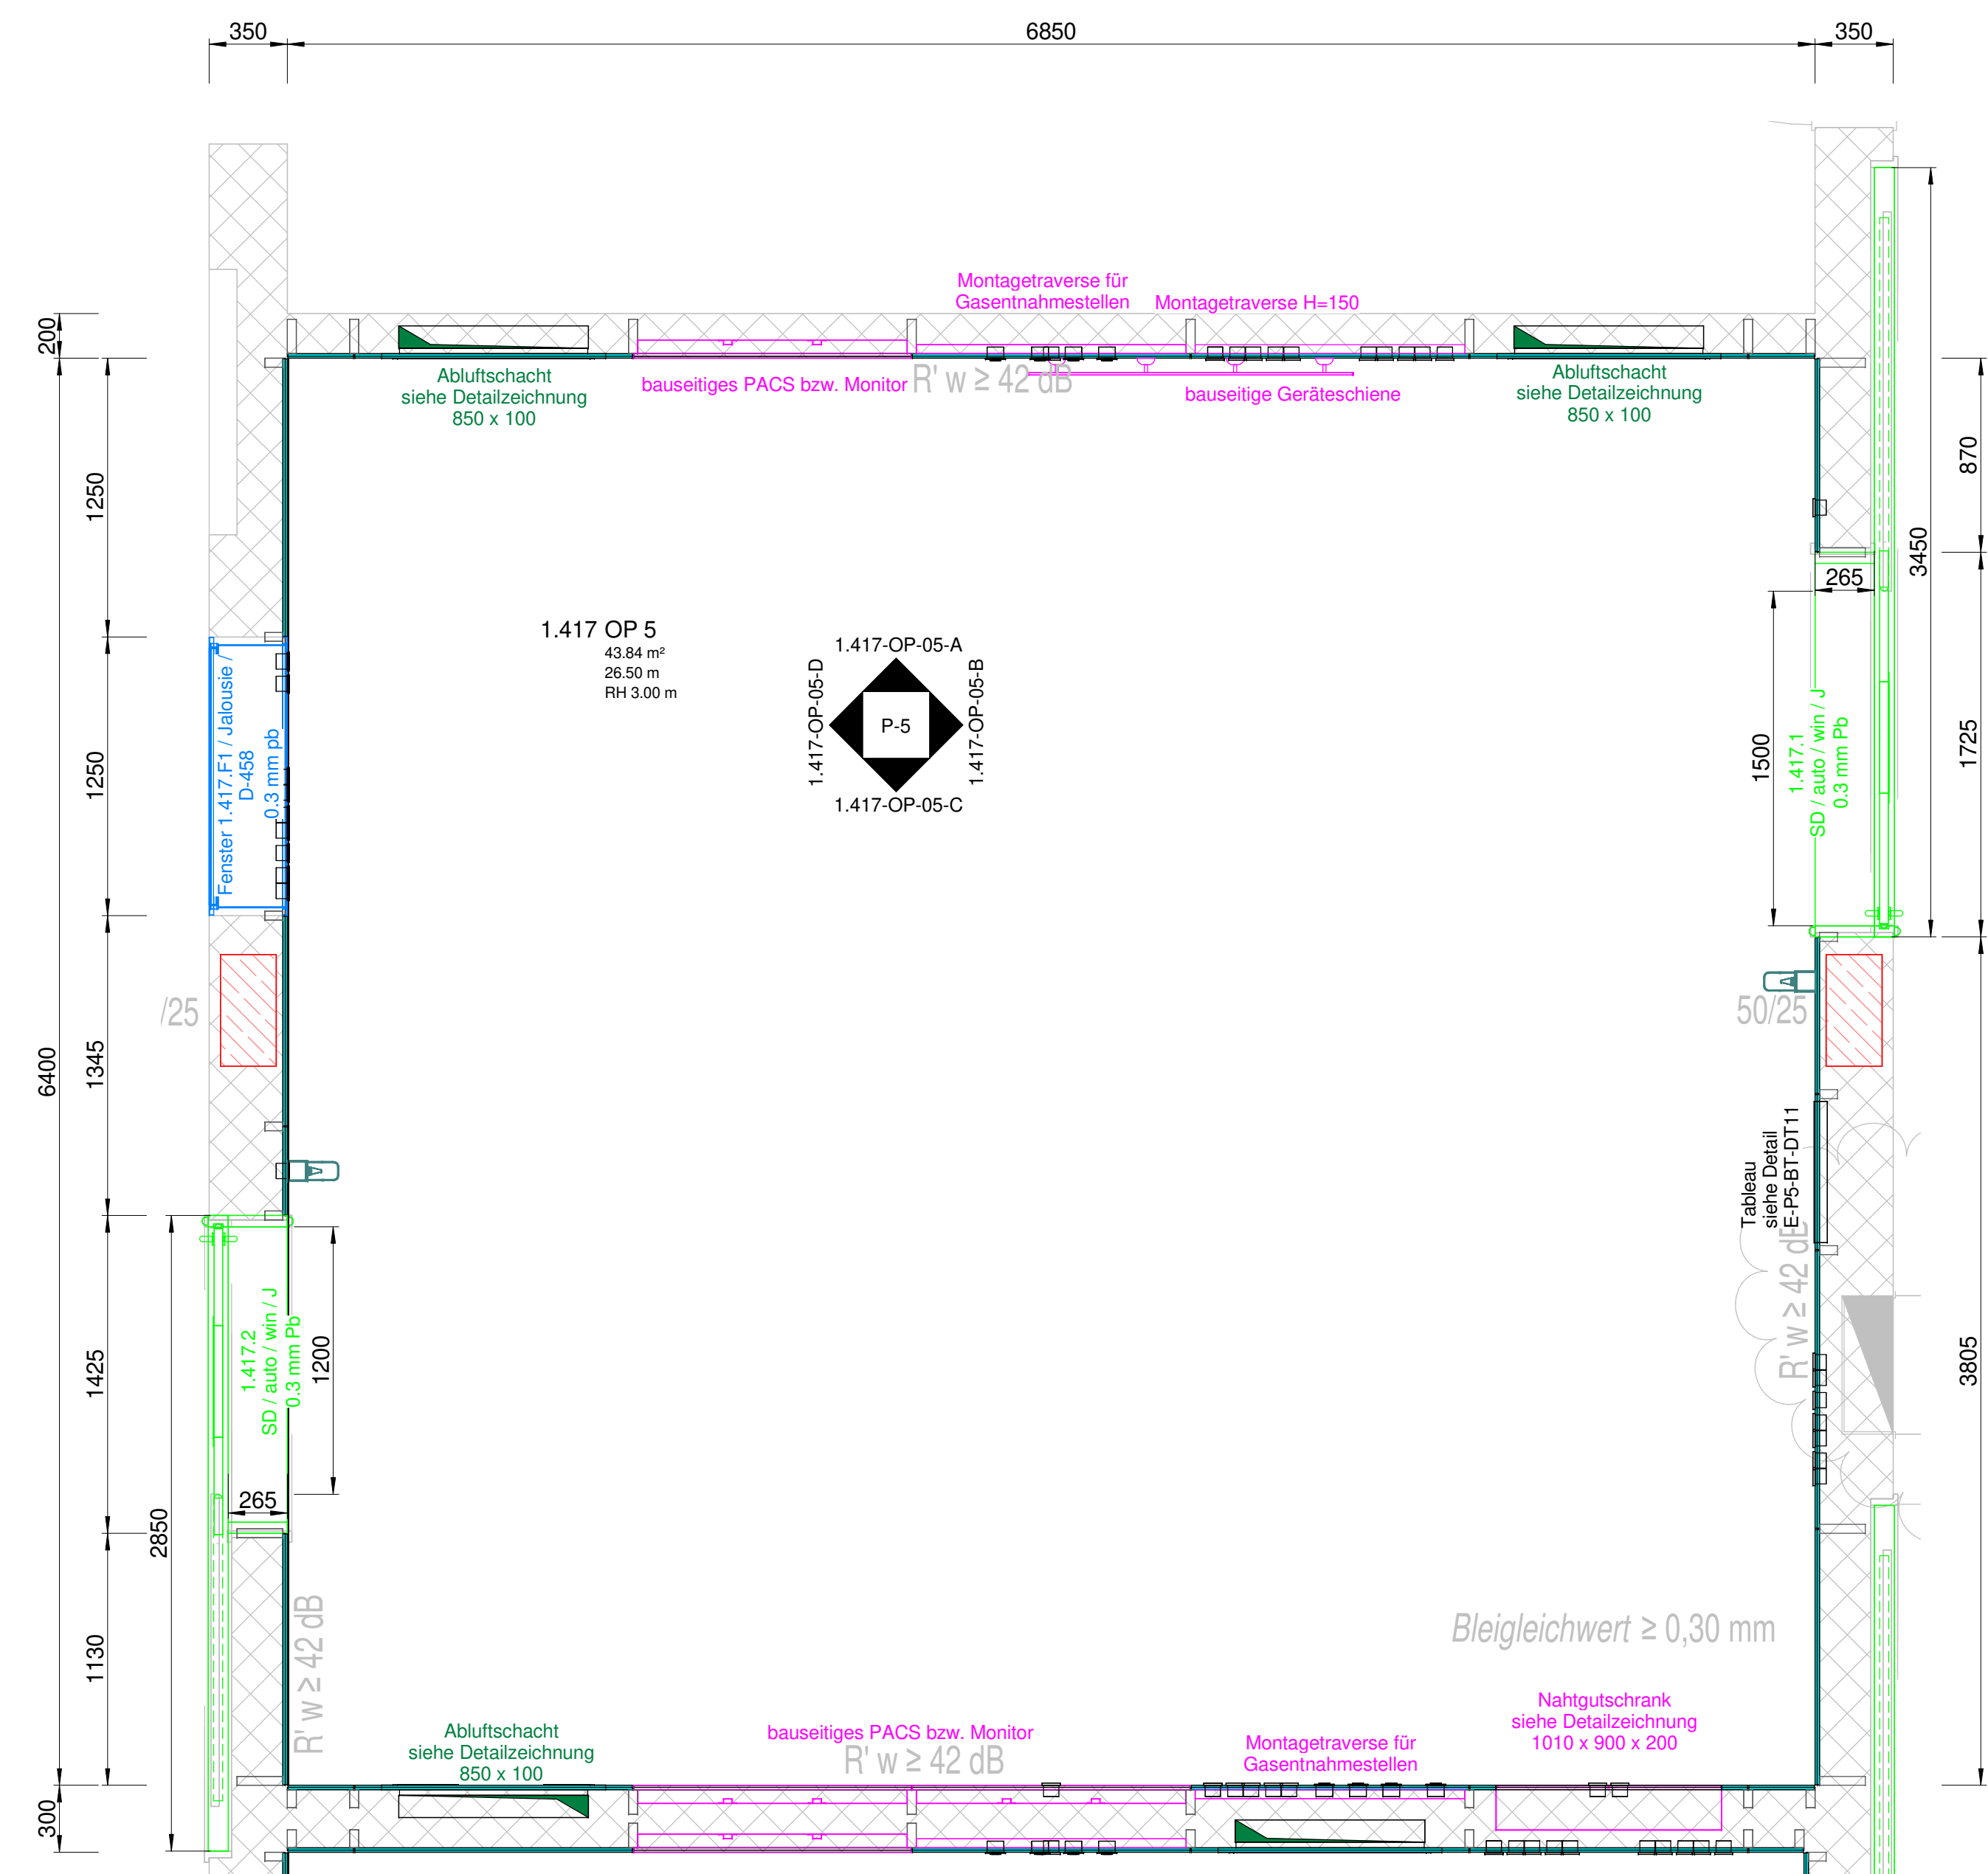 350
6850
350
Montagetraverse für
Gasentnahmestellen
Montagetraverse H=150
200
Abluftschacht
siehe Detailzeichnung
850 x 100
bauseitiges PACS bzw. Monitor
R' w ≥ 42 dB
bauseitige Geräteschiene
Abluftschacht
siehe Detailzeichnung
850 x 100
1250
870
3450
265
1.417 OP 5
43.84 m²
26.50 m
RH 3.00 m
1.417-OP-05-A
1.417-OP-05-D
P-5
1.417-OP-05-B
1.417-OP-05-C
1250
Fenster 1.417.F1 / Jalousie /
D-458
0.3 mm pb
1500
1.417.1
SD / auto / win / J
0.3 mm Pb
1725
/25
50/25
6400
1345
Tableau
siehe Detail
E-P5-BT-DT11
R' w ≥ 42 dB
1425
1.417.2
SD / auto / win / J
0.3 mm Pb
1200
3805
265
2850
1130
R' w ≥ 42 dB
Bleigleichwert ≥ 0,30 mm
Abluftschacht
siehe Detailzeichnung
850 x 100
bauseitiges PACS bzw. Monitor
R' w ≥ 42 dB
Montagetraverse für
Gasentnahmestellen
Nahtgutschrank
siehe Detailzeichnung
1010 x 900 x 200
300